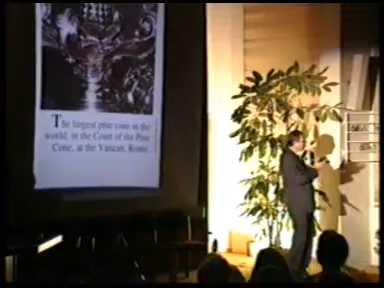 The largest pine cone in the
world, in the Court of the Pine
Cone, at the Vatican, Rome.